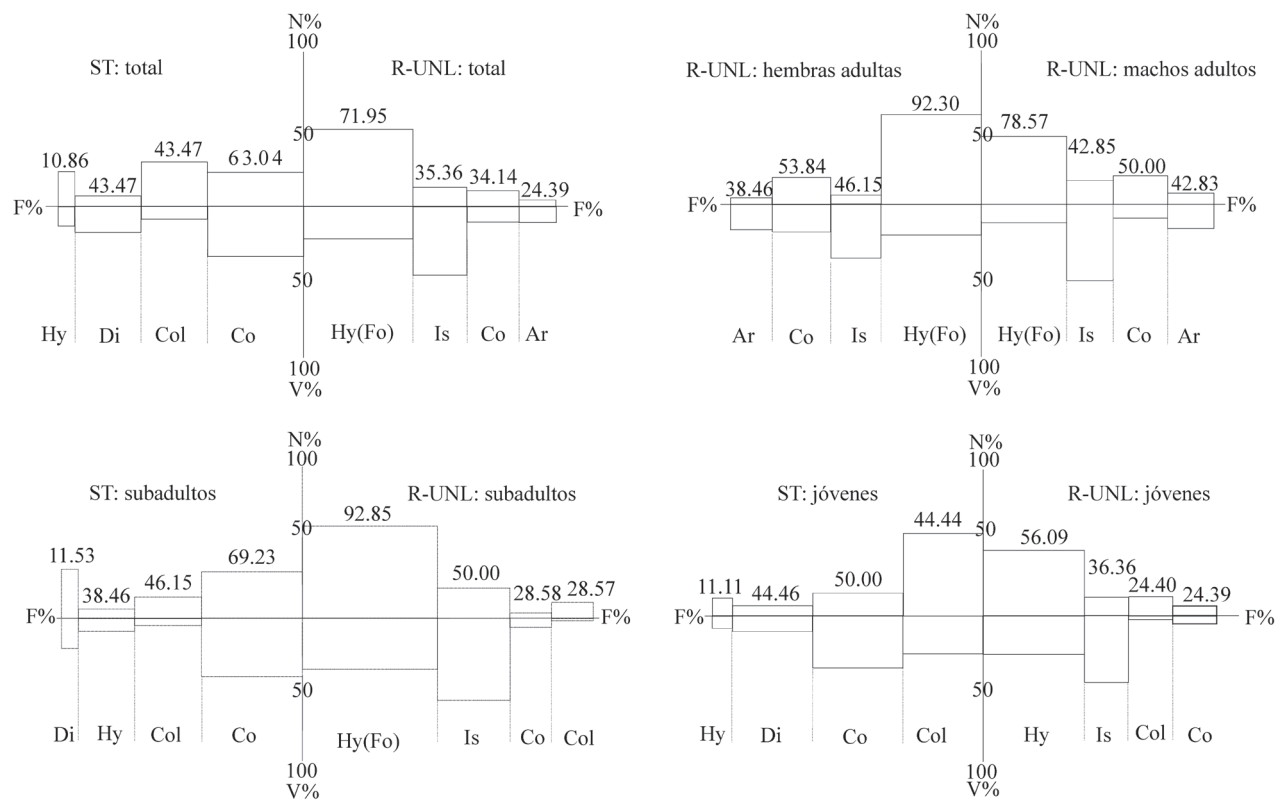 N%
100
ST: total
R-UNL: total
71.95
50
10.86
43.47
43.47
63.04
35.36
34.14
24.39
F%
F%
50
Hy
Di
Col
Co
Hy(Fo)
Is
Co
Ar
100
V%
N%
100
R-UNL: hembras adultas
R-UNL: machos adultos
92.30
50
78.57
38.46
53.84
46.15
42.85
50.00
42.83
F%
F%
50
Ar
Co
Is
Hy(Fo)
Hy(Fo)
Is
Co
Ar
100
V%
N%
100
ST: subadultos
R-UNL: subadultos
92.85
50
11.53
38.46
46.15
69.23
50.00
28.58
28.57
F%
F%
50
Di
Hy
Col
Co
Hy(Fo)
Is
Co
Col
100
V%
N%
100
ST: jóvenes
R-UNL: jóvenes
44.44
50
56.09
11.11
44.46
50.00
36.36
24.40
24.39
F%
F%
50
Hy
Di
Co
Col
Hy
Is
Col
Co
100
V%